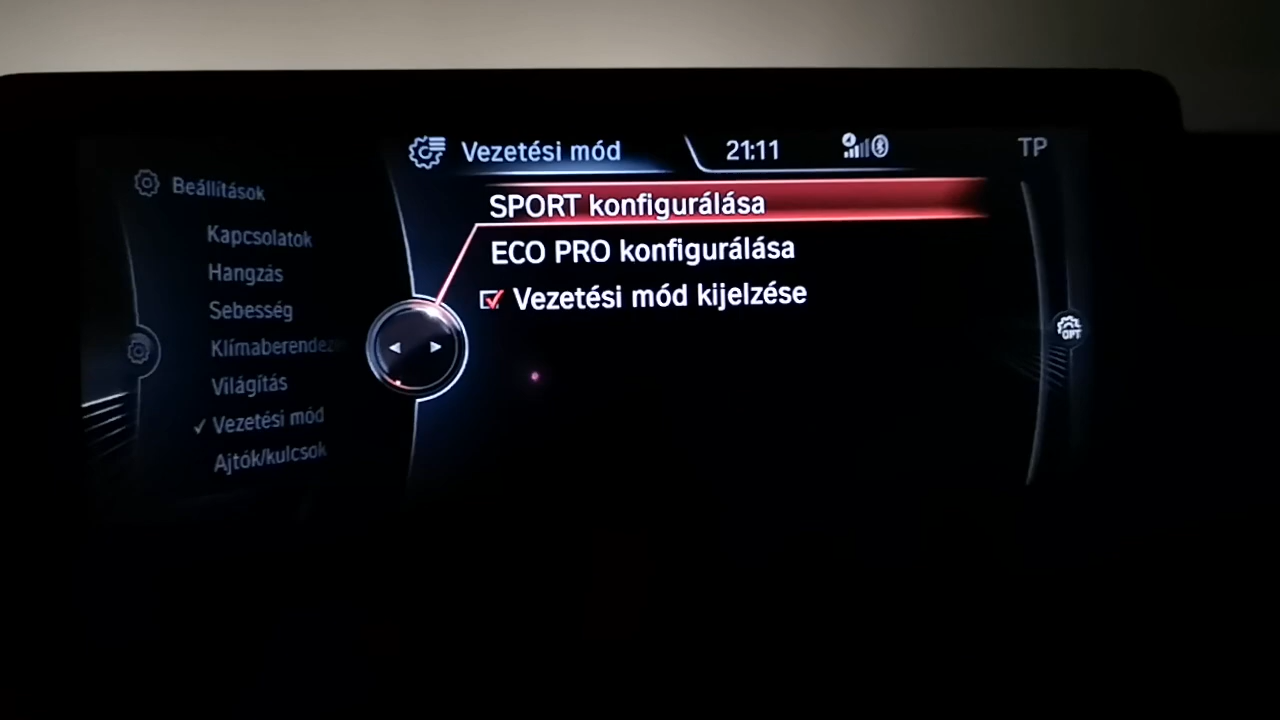 Vezetési mód
21:11
TP
Beállítások
Kapcsolatok
Hangzás
Sebesség
Világítás
✓ Vezetési mód
Ajtók/kulcsok
SPORT konfigurálása
ECO PRO konfigurálása
Vezetési mód kijelzése
OPT